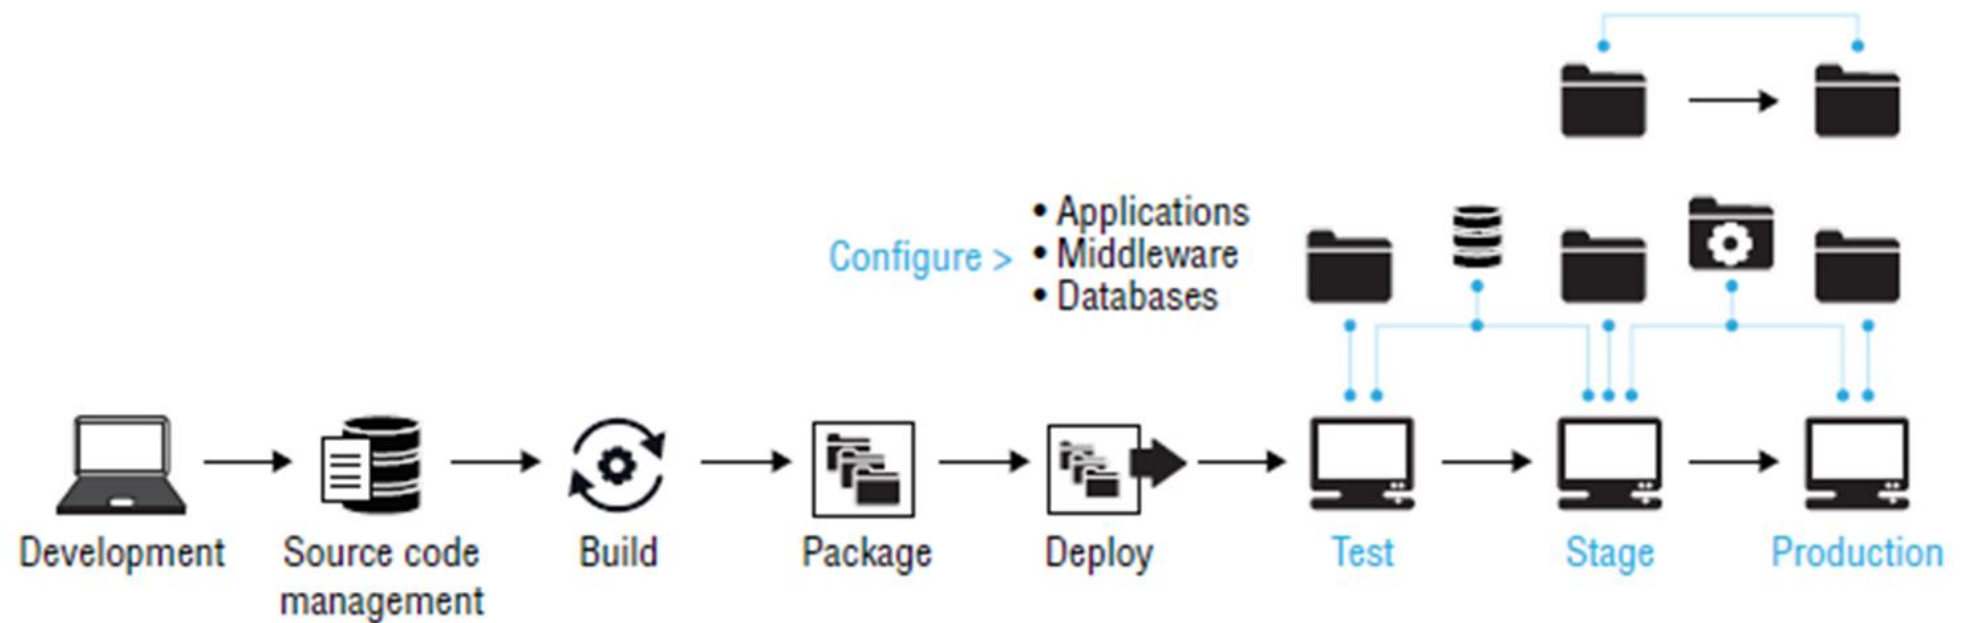 Configure >
• Applications
• Middleware
• Databases
Development
Source code
management
Build
Package
Deploy
Test
Stage
Production